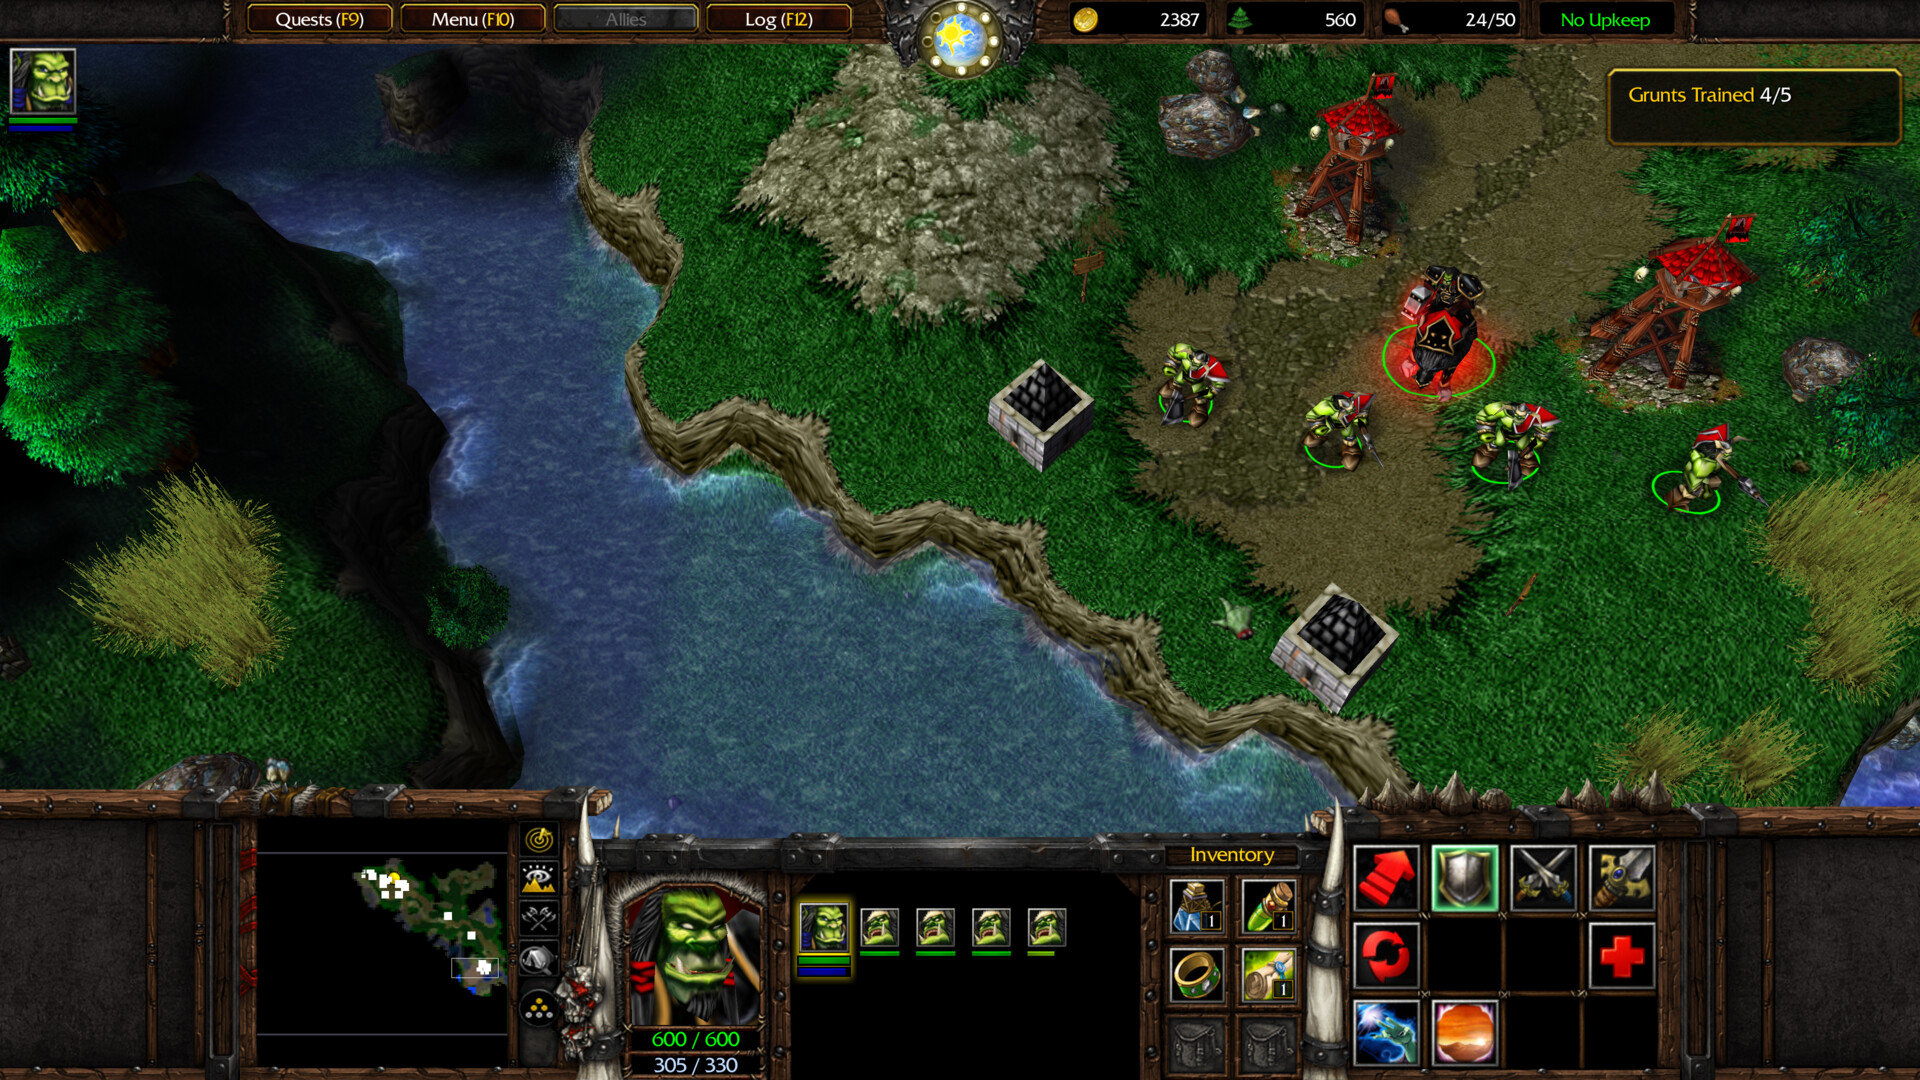 Quests (F9)
Menu (F10)
Allies
Log (F12)
2387
560
24/50
No Upkeep
Grunts Trained 4/5
Inventory
1
1
1
600 / 600
305 / 330